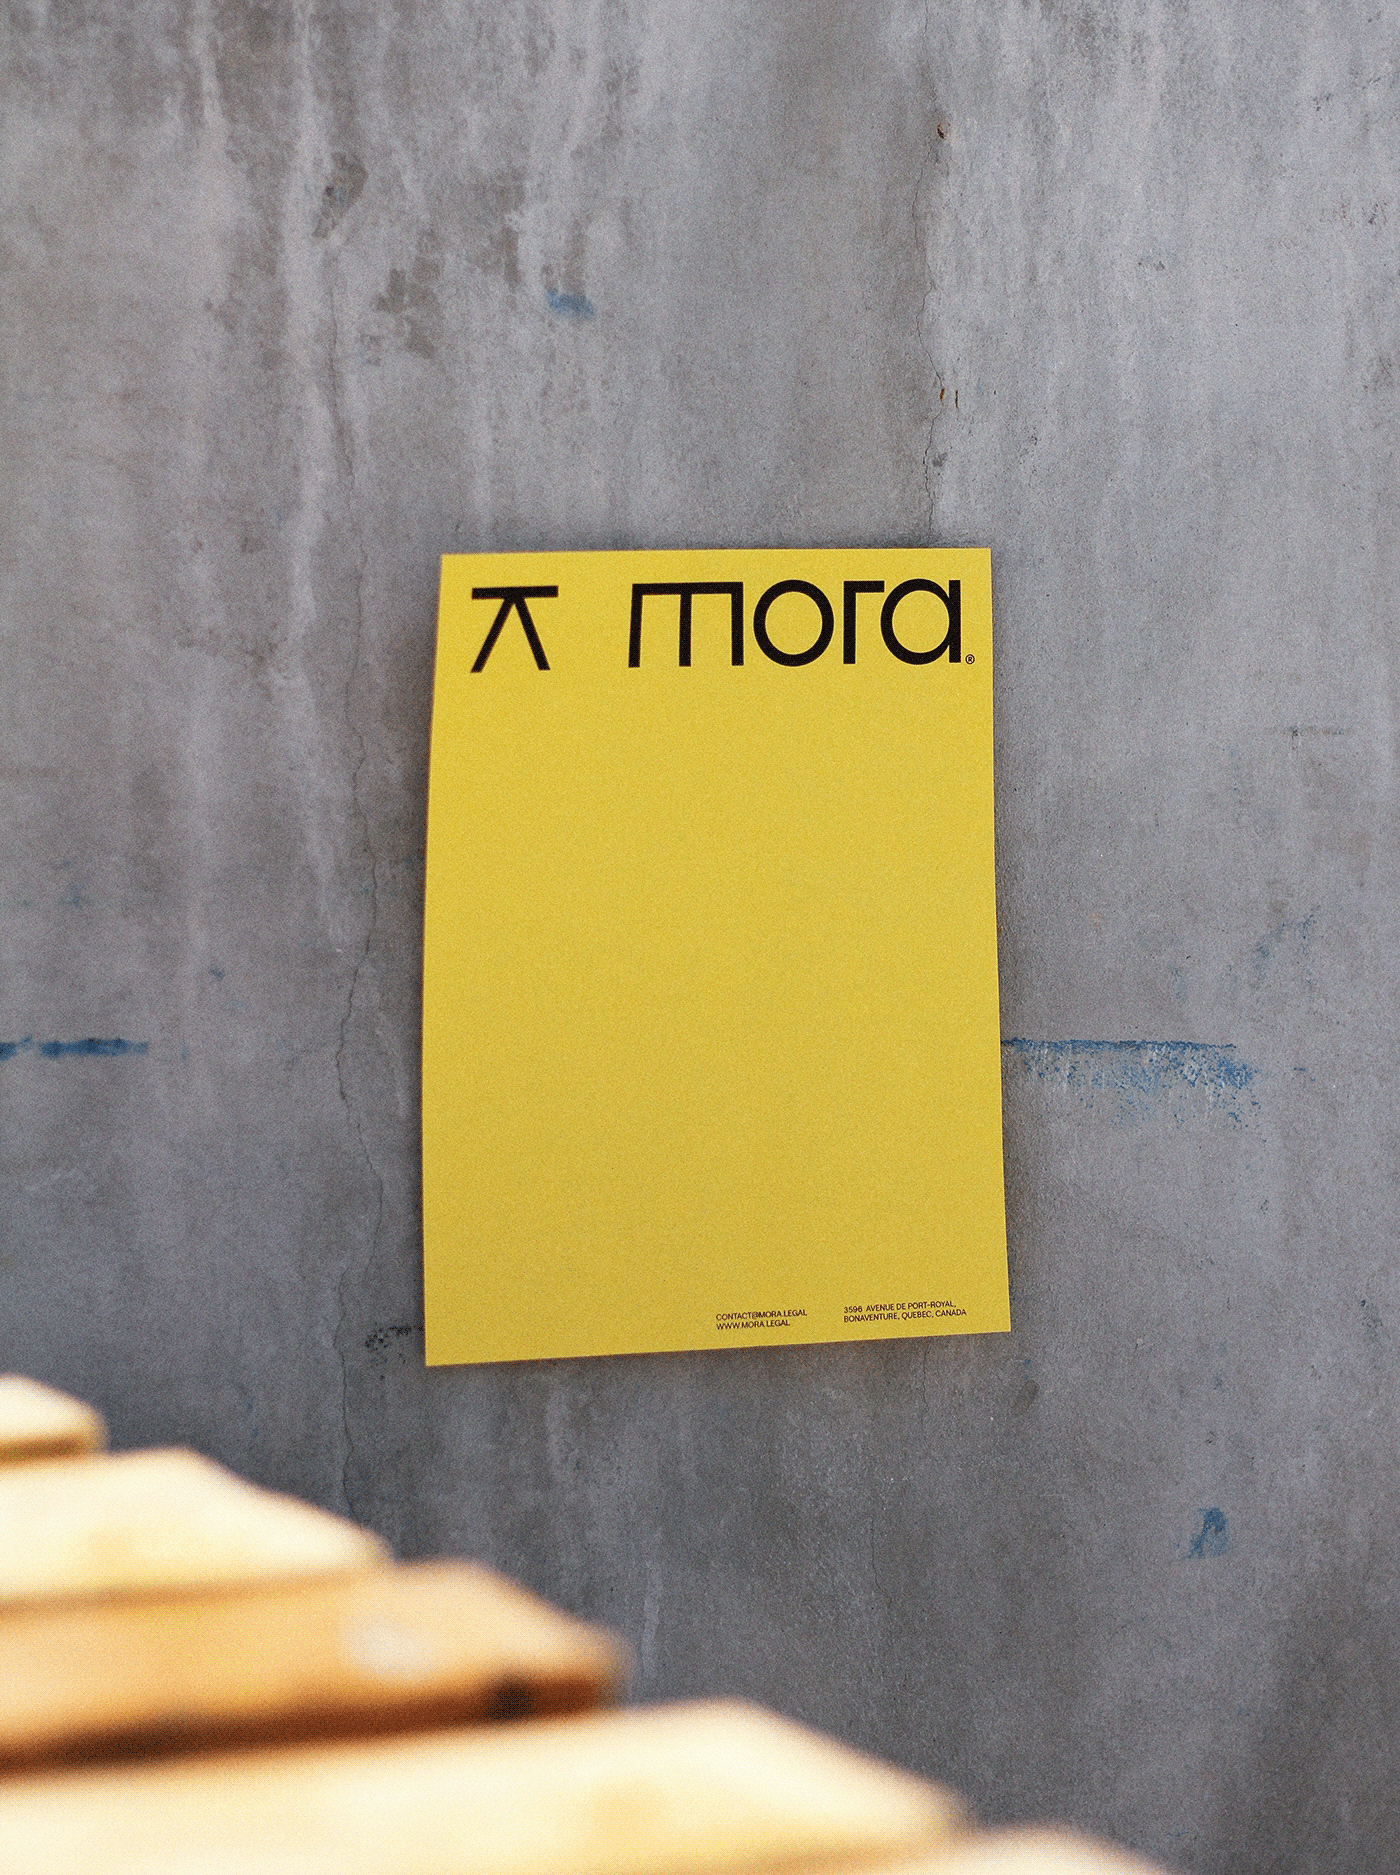 mora®
CONTACT@MORA.LEGAL
WWW.MORA.LEGAL
3596 AVENUE DE PORT-ROYAL,
BONAVENTURE, QUEBEC, CANADA